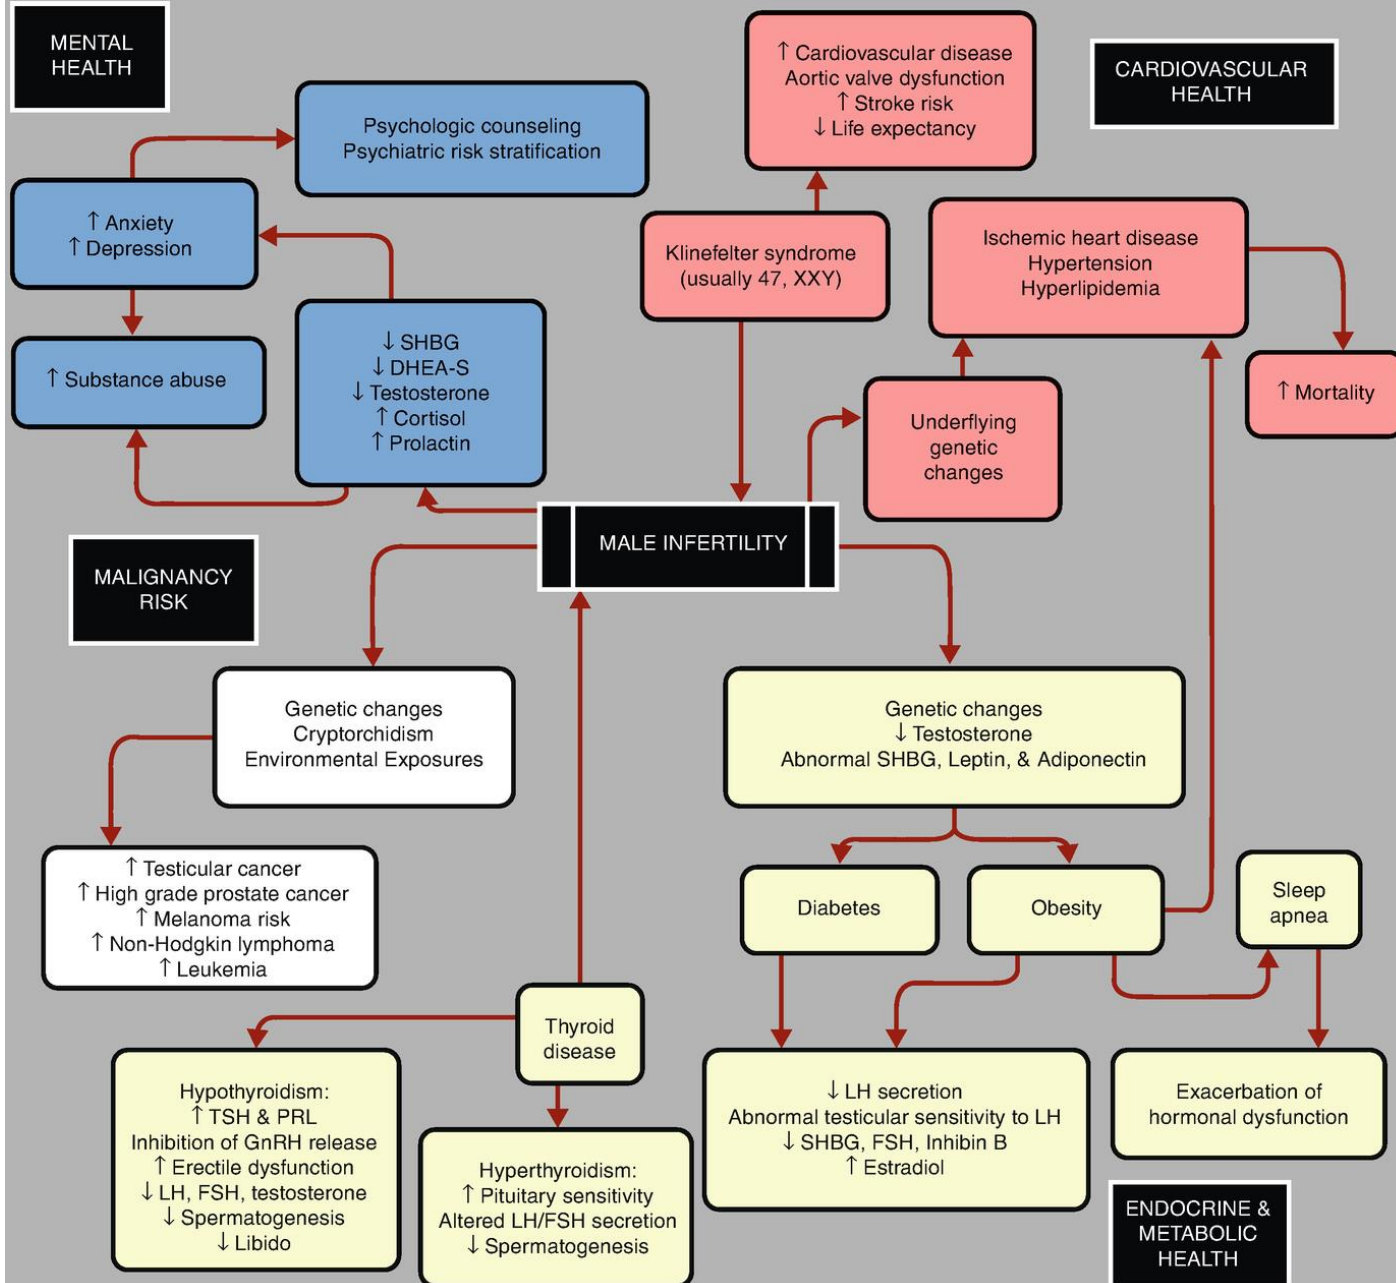 MENTAL
HEALTH
↑ Cardiovascular disease
Aortic valve dysfunction
↑ Stroke risk
↓ Life expectancy
CARDIOVASCULAR
HEALTH
Psychologic counseling
Psychiatric risk stratification
↑ Anxiety
↑ Depression
Klinefelter syndrome
(usually 47, XXY)
Ischemic heart disease
Hypertension
Hyperlipidemia
↑ Substance abuse
↓ SHBG
↓ DHEA-S
↓ Testosterone
↑ Cortisol
↑ Prolactin
Underflying
genetic
changes
↑ Mortality
MALE INFERTILITY
MALIGNANCY
RISK
Genetic changes
Cryptorchidism
Environmental Exposures
Genetic changes
↓ Testosterone
Abnormal SHBG, Leptin, & Adiponectin
↑ Testicular cancer
↑ High grade prostate cancer
↑ Melanoma risk
↑ Non-Hodgkin lymphoma
↑ Leukemia
Diabetes
Obesity
Sleep
apnea
Thyroid
disease
Hypothyroidism:
↑ TSH & PRL
Inhibition of GnRH release
↑ Erectile dysfunction
↓ LH, FSH, testosterone
↓ Spermatogenesis
↓ Libido
Hyperthyroidism:
↑ Pituitary sensitivity
Altered LH/FSH secretion
↓ Spermatogenesis
↓ LH secretion
Abnormal testicular sensitivity to LH
↓ SHBG, FSH, Inhibin B
↑ Estradiol
Exacerbation of
hormonal dysfunction
ENDOCRINE &
METABOLIC
HEALTH